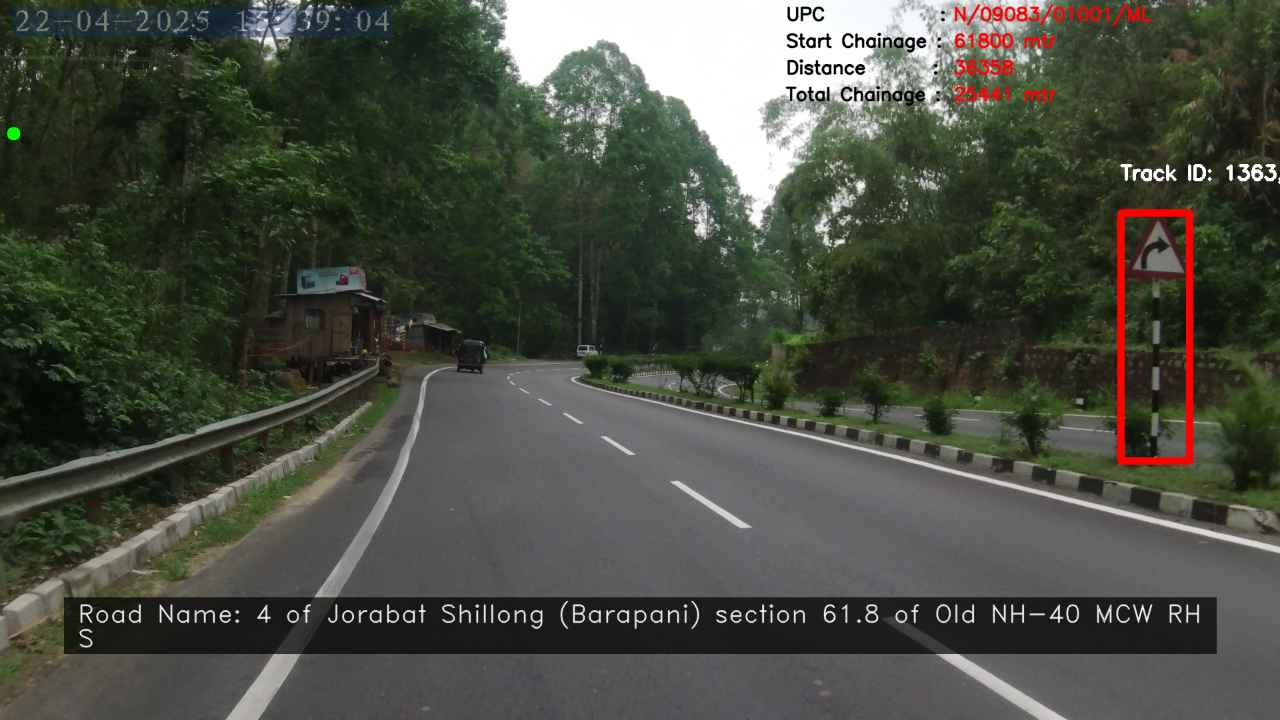 22-04-2025 15:39:04
UPC : N/09083/01001/ML
Start Chainage : 61800 mtr
Distance : 36358
Total Chainage : 25441 mtr
Track ID: 1363
Road Name: 4 of Jorabat Shillong (Barapani) section 61.8 of Old NH-40 MCW RH
S